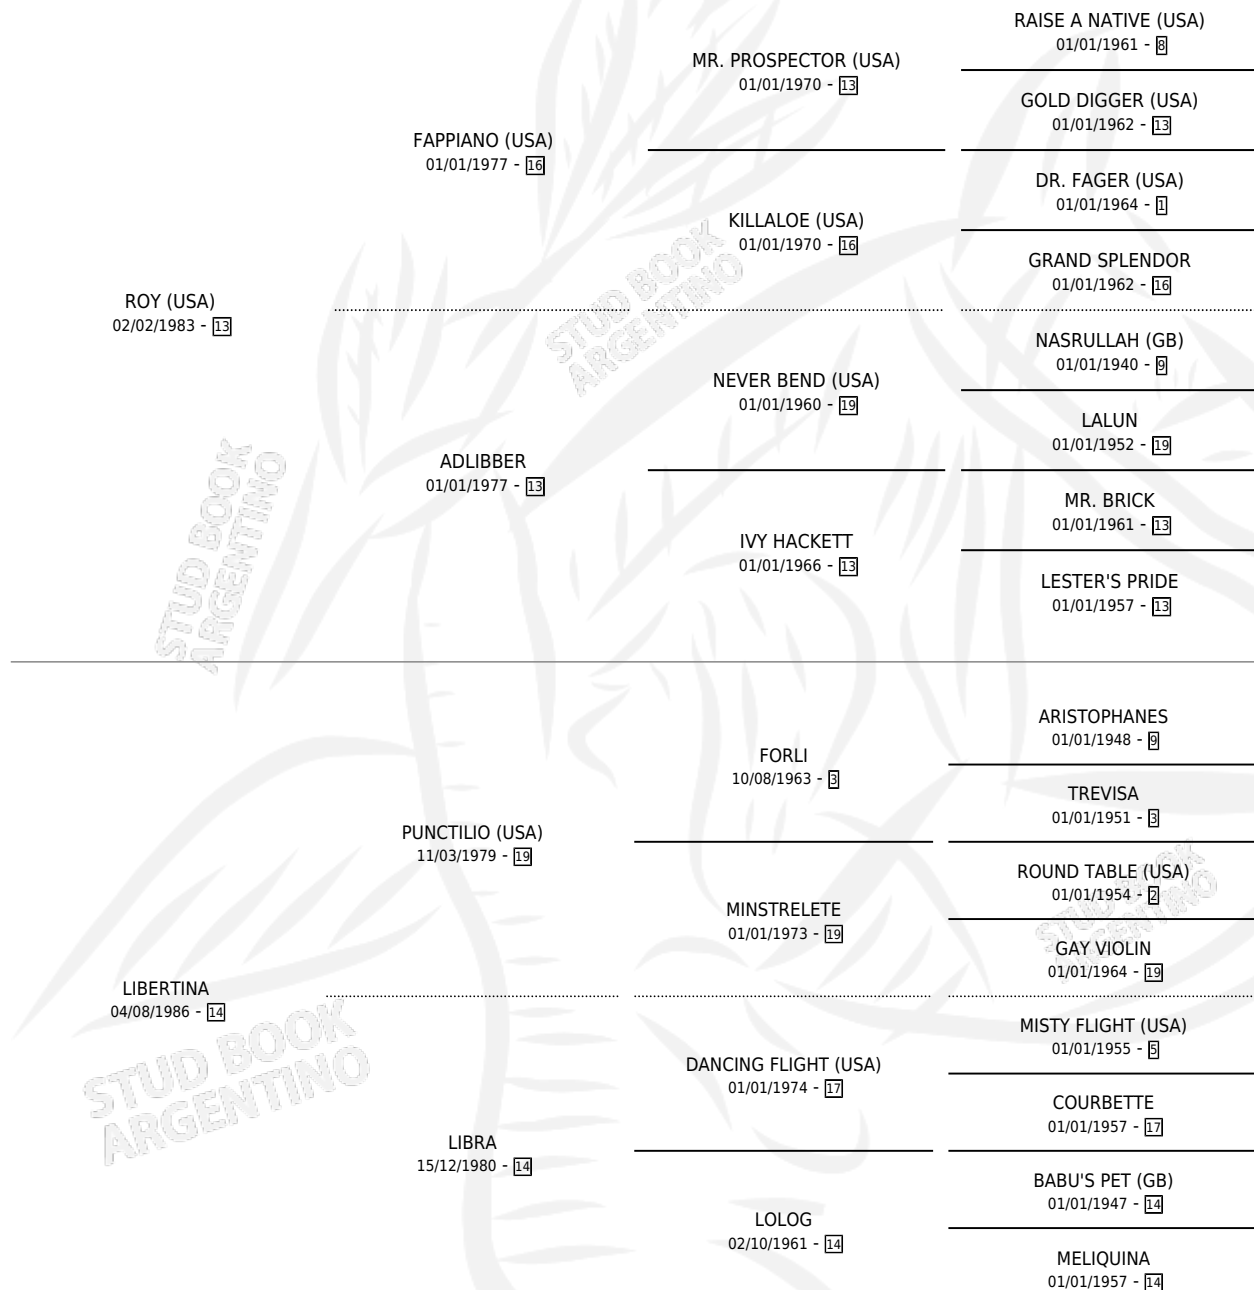 RAISE A NATIVE (USA)
01/01/1961 - 8
MR. PROSPECTOR (USA)
01/01/1970 - 13
GOLD DIGGER (USA)
01/01/1962 - 13
FAPPIANO (USA)
01/01/1977 - 16
DR. FAGER (USA)
01/01/1964 - 1
KILLALOE (USA)
01/01/1970 - 16
GRAND SPLENDOR
01/01/1962 - 16
ROY (USA)
02/02/1983 - 13
STUD BOOK
ARGENTINO
NASRULLAH (GB)
01/01/1940 - 9
NEVER BEND (USA)
01/01/1960 - 19
LALUN
01/01/1952 - 19
ADLIBBER
01/01/1977 - 13
MR. BRICK
01/01/1961 - 13
IVY HACKETT
01/01/1966 - 13
LESTER'S PRIDE
01/01/1957 - 13
STUD BOOK
ARGENTINO
ARISTOPHANES
01/01/1948 - 9
FORLI
10/08/1963 - 3
TREVISA
01/01/1951 - 3
PUNCTILIO (USA)
11/03/1979 - 19
ROUND TABLE (USA)
01/01/1954 - 2
MINSTRELETE
01/01/1973 - 19
GAY VIOLIN
01/01/1964 - 19
STUD BOOK
ARGENTINO
LIBERTINA
04/08/1986 - 14
MISTY FLIGHT (USA)
01/01/1955 - 5
DANCING FLIGHT (USA)
01/01/1974 - 17
COURBETTE
01/01/1957 - 17
STUD BOOK
ARGENTINO
LIBRA
15/12/1980 - 14
BABU'S PET (GB)
01/01/1947 - 14
LOLOG
02/10/1961 - 14
MELIQUINA
01/01/1957 - 14